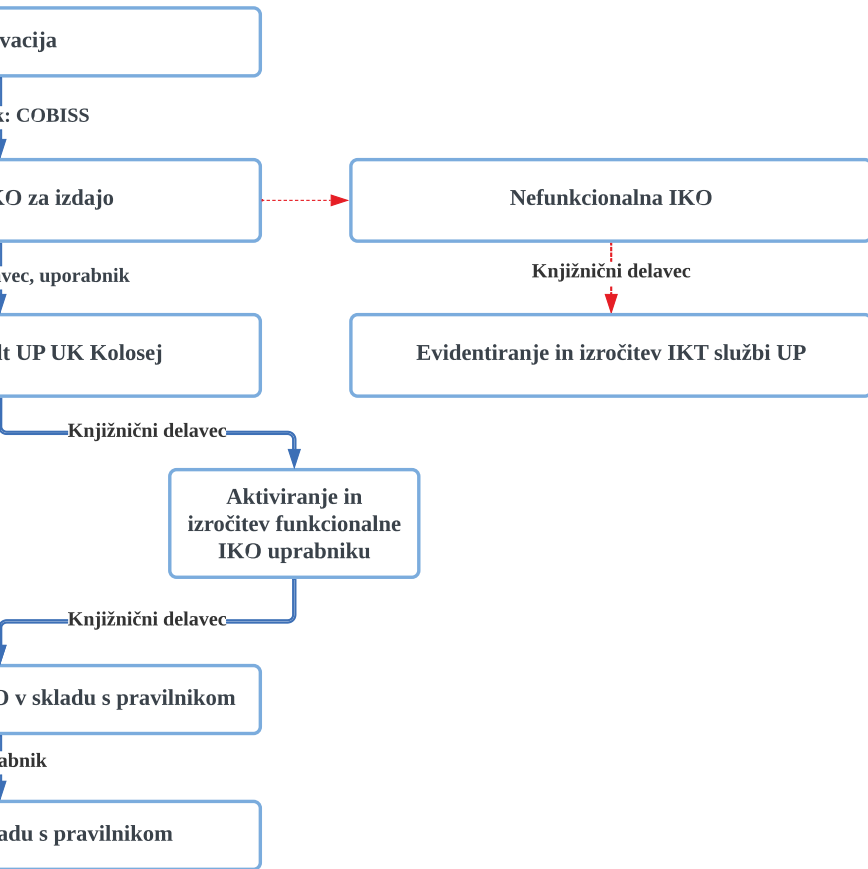 vacija
k: COBISS
KO za izdajo
Nefunkcionalna IKO
avec, uporabnik
Knjižnični delavec
lt UP UK Kolosej
Evidentiranje in izročitev IKT službi UP
Knjižnični delavec
Aktiviranje in
izročitev funkcionalne
IKO uprabniku
Knjižnični delavec
O v skladu s pravilnikom
abnik
adu s pravilnikom